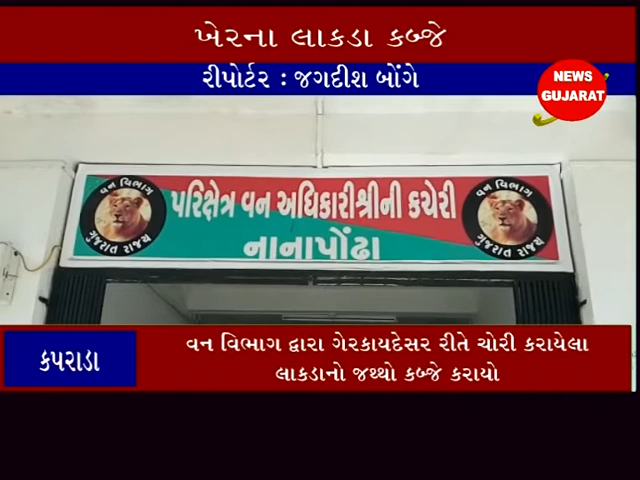 ખેરના લાકડા કબ્જે
રીપોર્ટર : જગદીશ બોંગે
NEWS
GUJARAT
વન વિભાગ
ગુજરાત રાજ્ય
પરિક્ષેત્ર વન અધિકારીશ્રીની કચેરી
નાનાપોંઢા
વન વિભાગ
ગુજરાત રાજ્ય
કપરાડા
વન વિભાગ દ્વારા ગેરકાયદેસર રીતે ચોરી કરાયેલા
લાકડાનો જથ્થો કબ્જે કરાયો